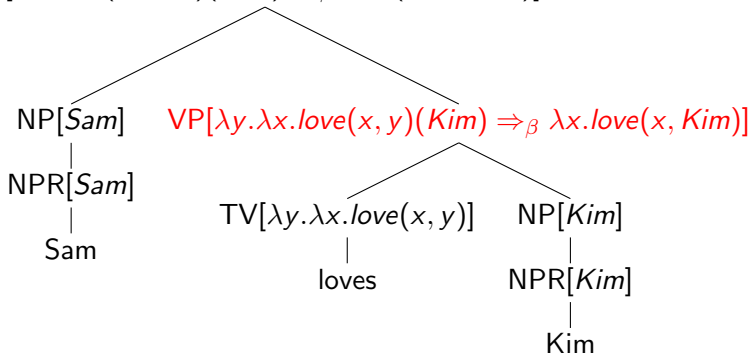 NP[Sam] VP[λy.λx.love(x, y)(Kim) ⇒β λx.love(x, Kim)]
NPR[Sam]
TV[λy.λx.love(x, y)] NP[Kim]
Sam
loves NPR[Kim]
Kim